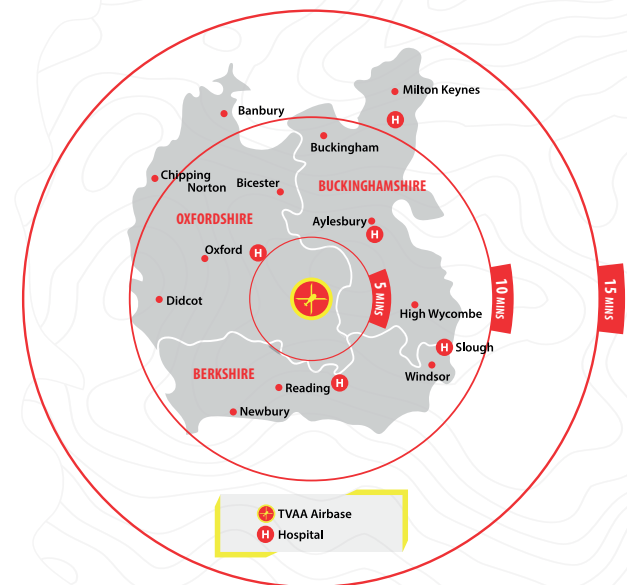 Milton Keynes
Banbury
H
Buckingham
Chipping
Norton
Bicester
BUCKINGHAMSHIRE
OXFORDSHIRE
Aylesbury
H
Oxford
H
5 MINS
10 MINS
15 MINS
Didcot
High Wycombe
H
Slough
Windsor
BERKSHIRE
Reading
H
Newbury
TVAA Airbase
H
Hospital